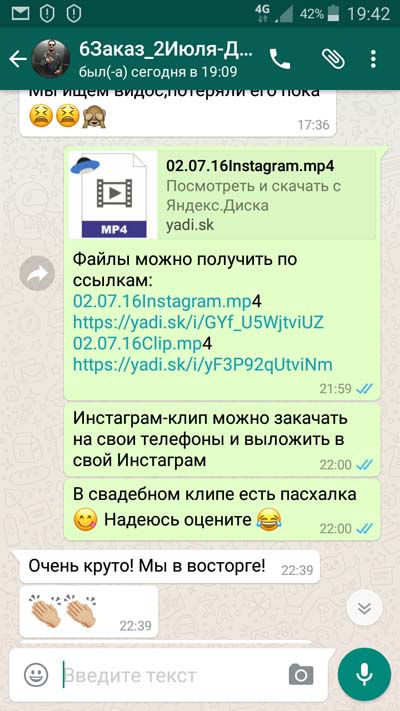 4G 42% 19:42
6Заказ_2Июля-Д...
был(-а) сегодня в 19:09
Мы ищем видос,потеряли его пока
17:36
02.07.16Instagram.mp4
Посмотреть и скачать с
Яндекс.Диска
yadi.sk
MP4
Файлы можно получить по
ссылкам:
02.07.16Instagram.mp4
https://yadi.sk/i/GYf_U5WjtviUZ
02.07.16Clip.mp4
https://yadi.sk/i/yF3P92qUtviNm
21:59
Инстаграм-клип можно закачать
на свои телефоны и выложить в
свой Инстаграм
22:00
В свадебном клипе есть пасхалка
😋 Надеюсь оцените 😂
22:00
Очень круто! Мы в восторге!
22:39
22:39
Введите текст